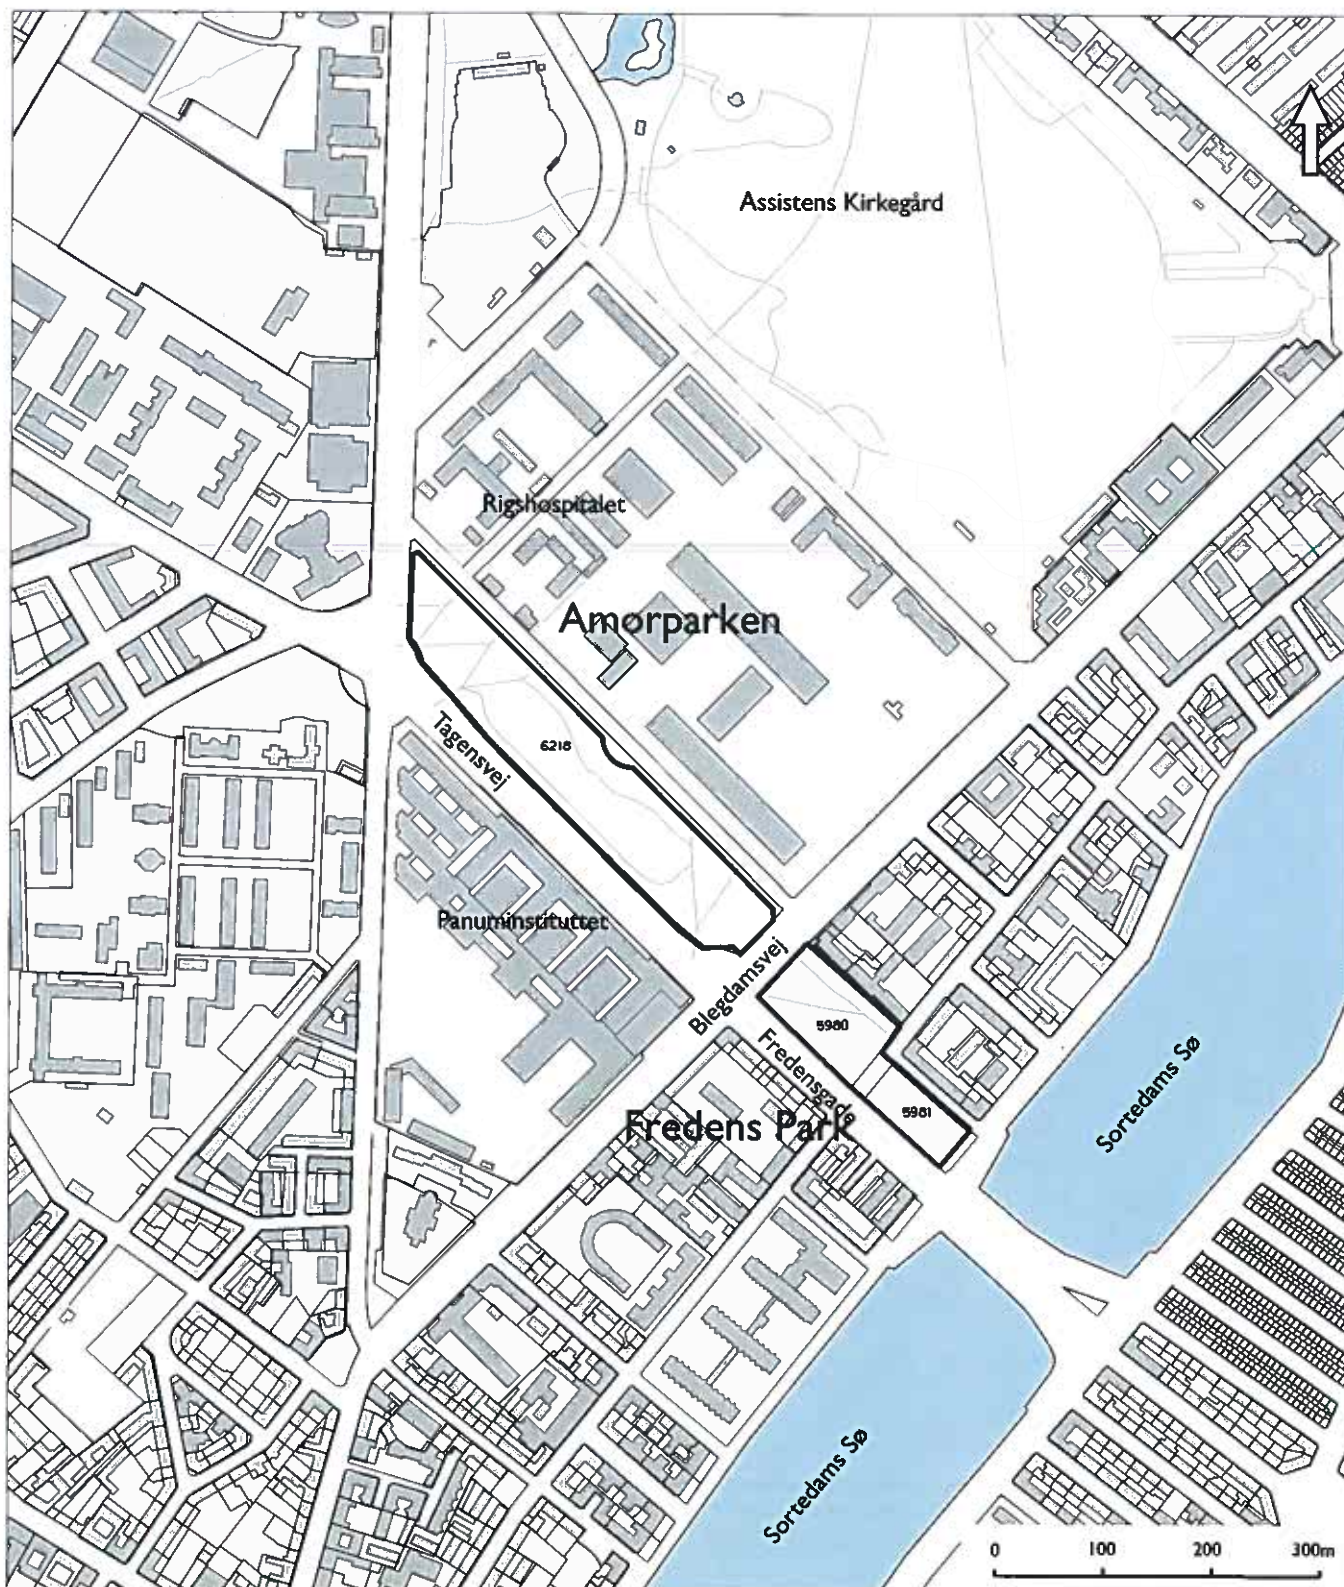 Assistens Kirkegård
Rigshospitalet
Amorparken
Tagensvej
6218
Panuminstituttet
Blegdamsvej
5980
Fredensgade
5981
Fredens Park
Sortedams Sø
Sortedams Sø
0 100 200 300m